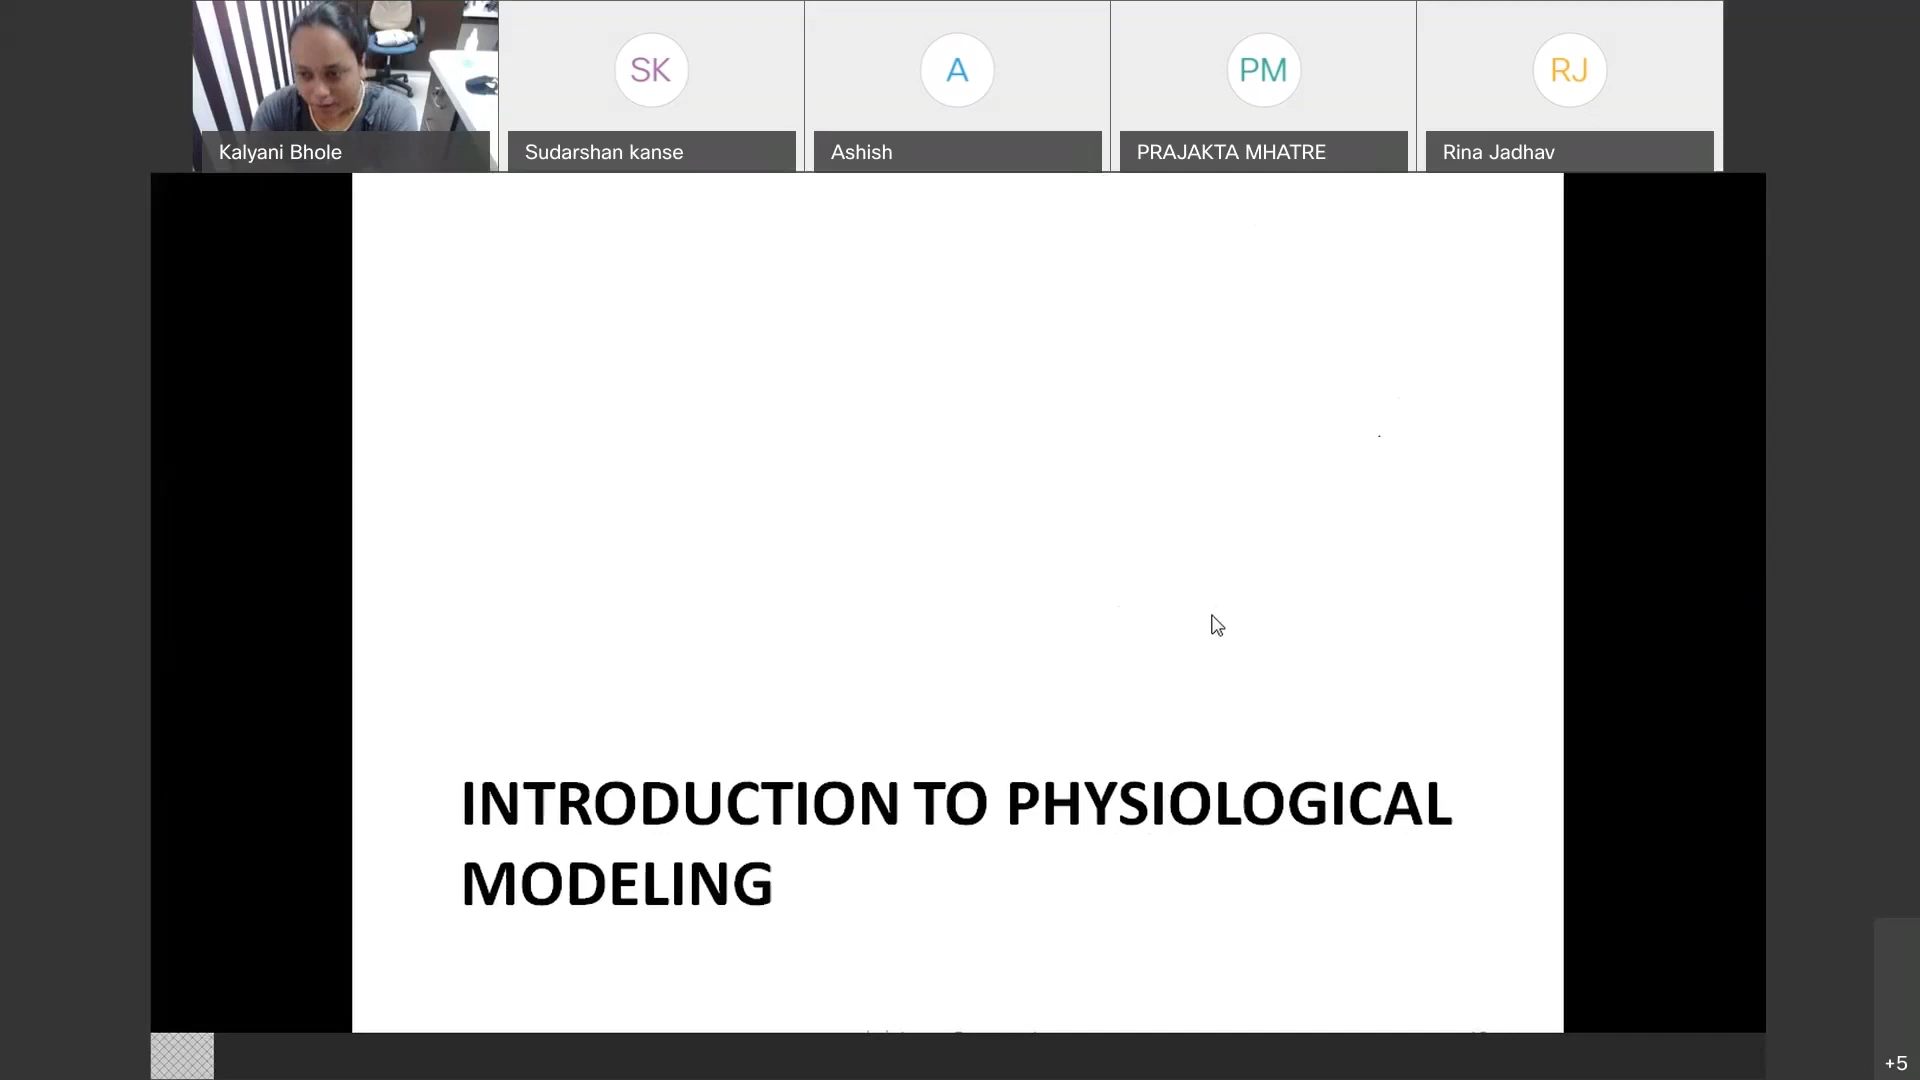 SK
A
PM
RJ
Kalyani Bhole
Sudarshan kanse
Ashish
PRAJAKTA MHATRE
Rina Jadhav
INTRODUCTION TO PHYSIOLOGICAL
MODELING
+5